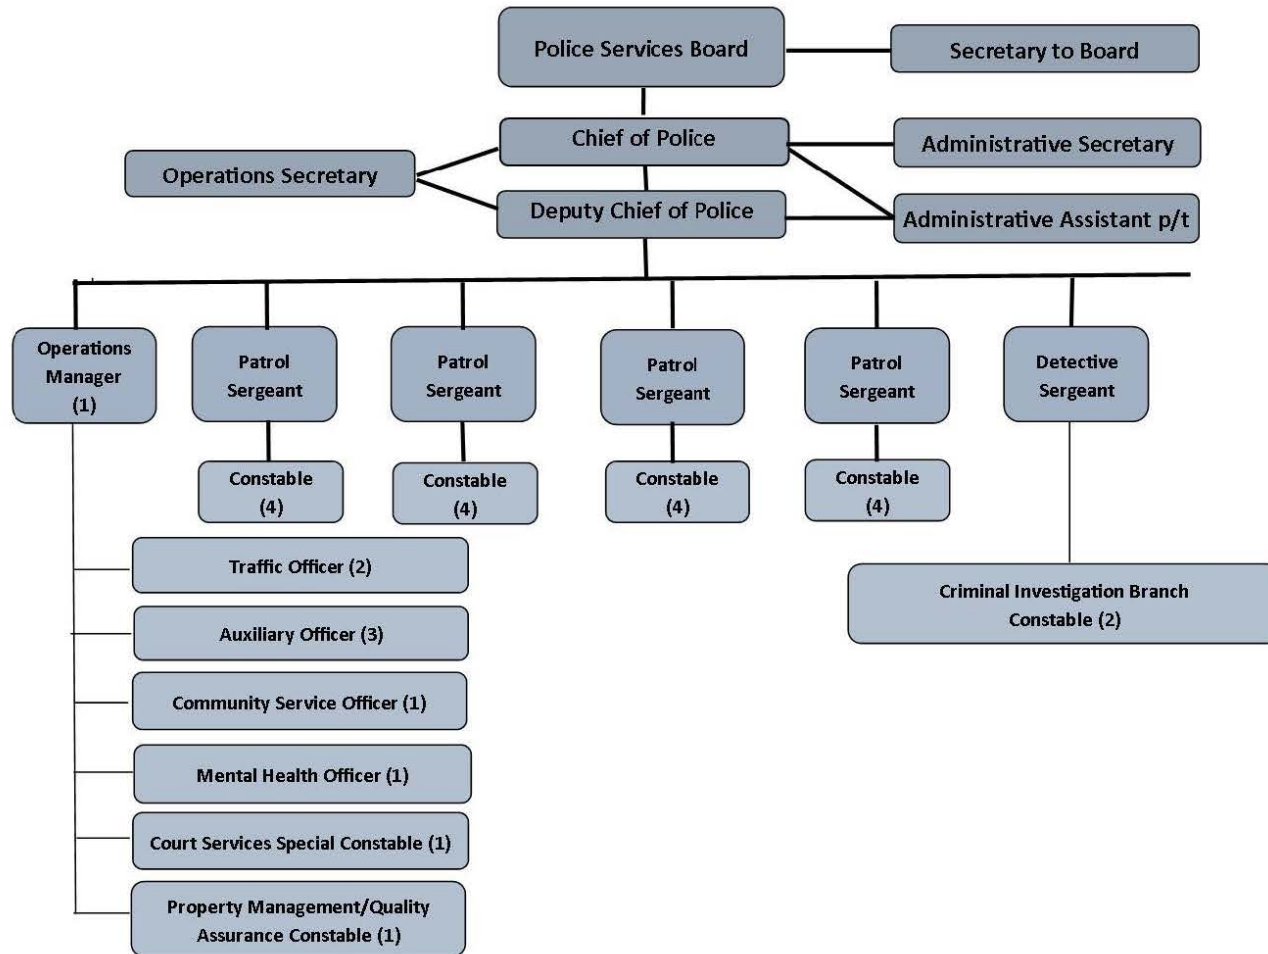 Police Services Board
Secretary to Board
Chief of Police
Administrative Secretary
Operations Secretary
Deputy Chief of Police
Administrative Assistant p/t
Operations
Manager
(1)
Patrol
Sergeant
Patrol
Sergeant
Patrol
Sergeant
Patrol
Sergeant
Detective
Sergeant
Constable
(4)
Constable
(4)
Constable
(4)
Constable
(4)
Traffic Officer (2)
Auxiliary Officer (3)
Community Service Officer (1)
Mental Health Officer (1)
Court Services Special Constable (1)
Property Management/Quality
Assurance Constable (1)
Criminal Investigation Branch
Constable (2)